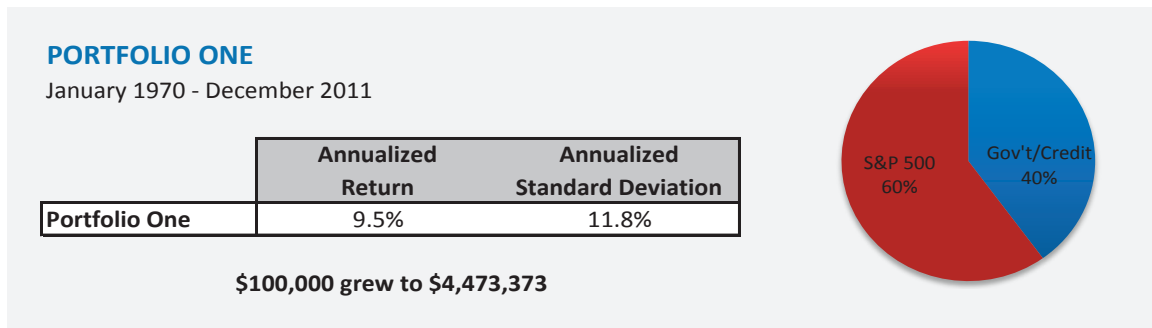 PORTFOLIO ONE
January 1970 - December 2011
Annualized Return
Annualized Standard Deviation
Portfolio One 9.5% 11.8%
$100,000 grew to $4,473,373
S&P 500
60%
Gov't/Credit
40%